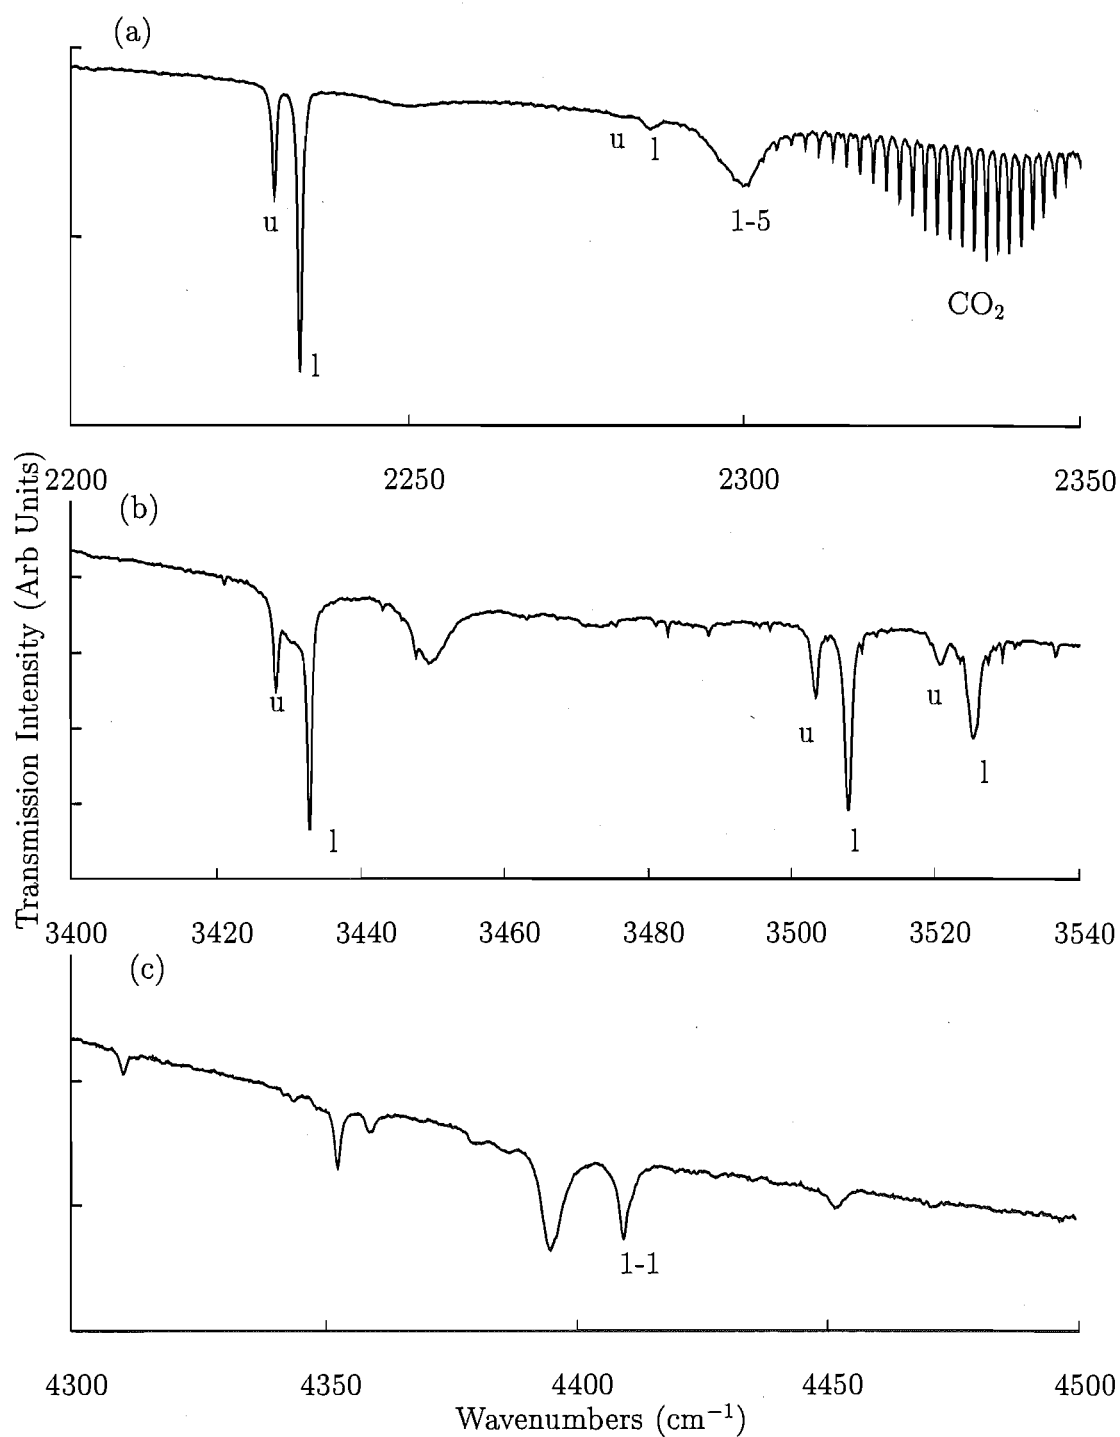 (a)
u
l
u
l
1-5
CO₂
2200 2250 2300 2350
(b)
u
l
u
l
u
l
3400 3420 3440 3460 3480 3500 3520 3540
(c)
1-1
4300 4350 4400 4450 4500
Wavenumbers (cm⁻¹)
Transmission Intensity (Arb Units)